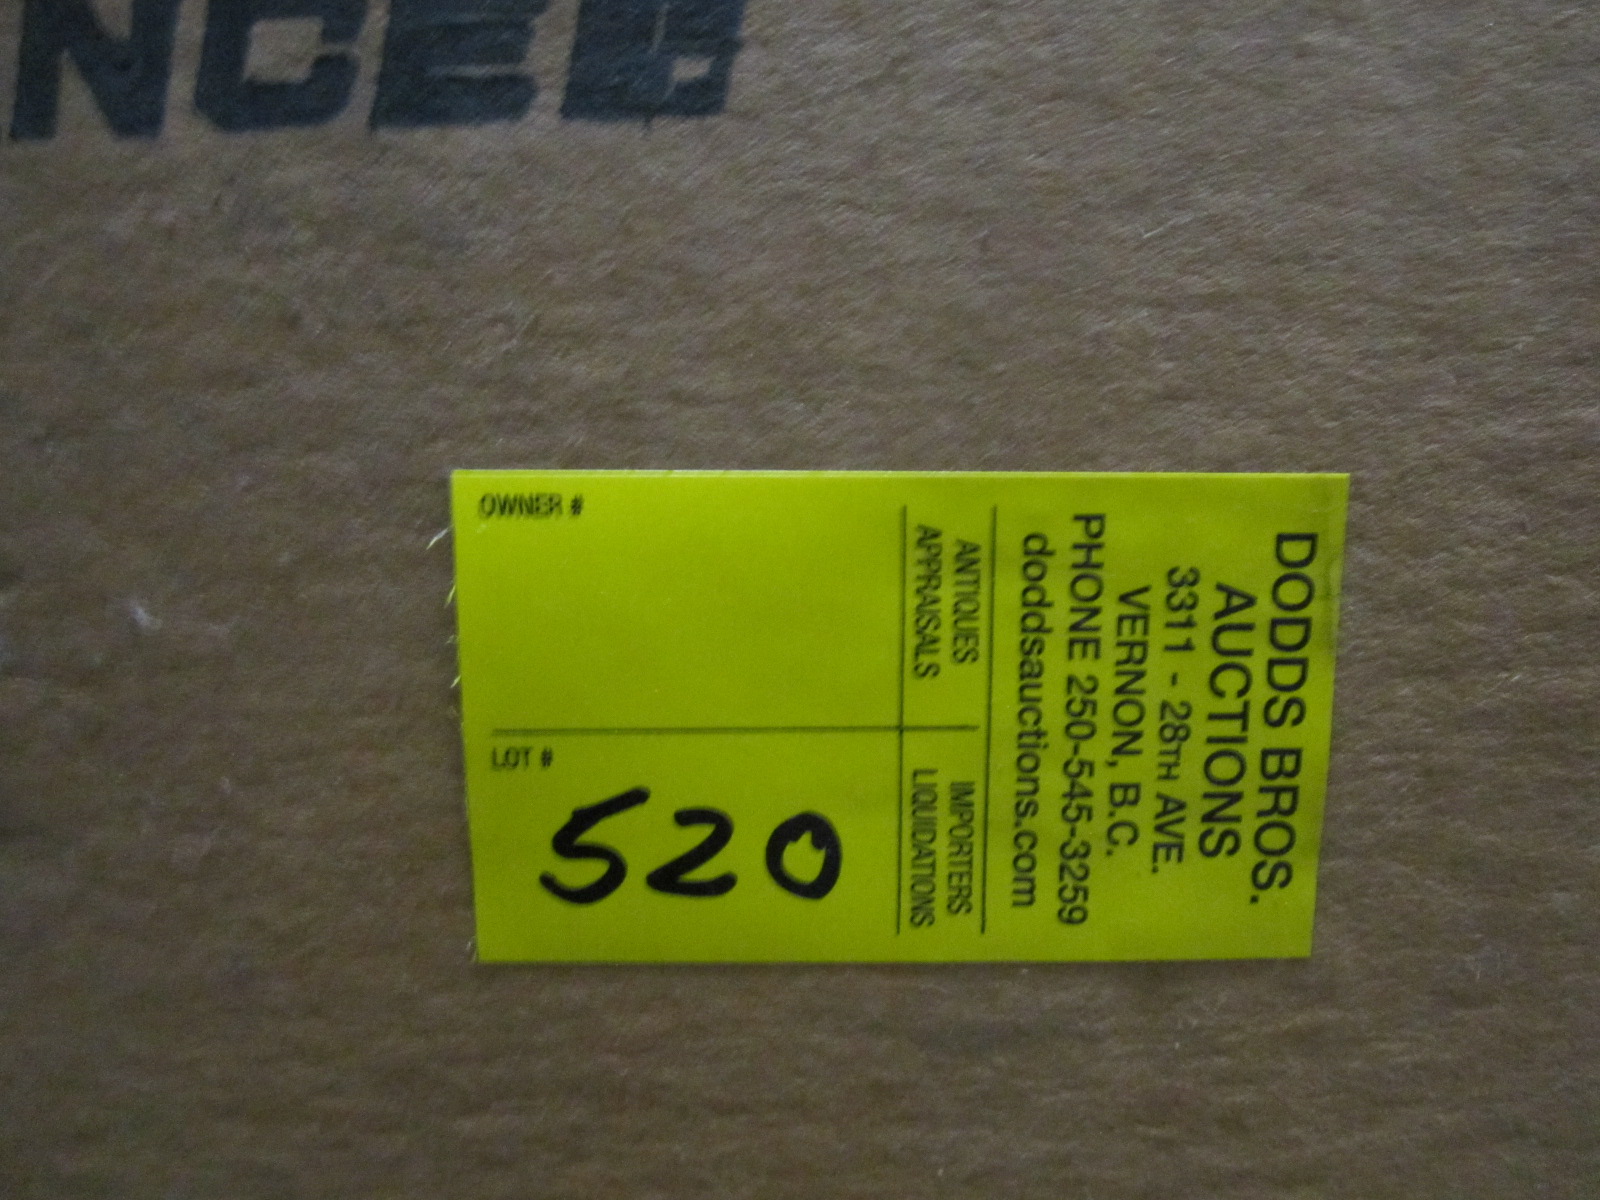 DODDS BROS.
AUCTIONS
3311 - 28TH AVE.
VERNON, B.C.
PHONE 250-545-3259
doddsauctions.com
ANTIQUES
APPRAISALS
IMPORTERS
LIQUIDATIONS
OWNER #
LOT #
520